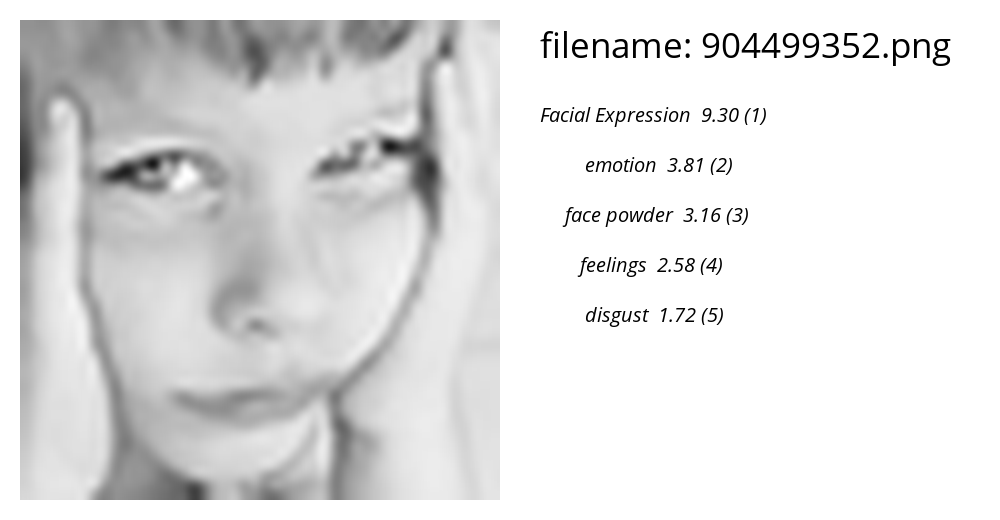 filename: 904499352.png
Facial Expression 9.30 (1)
emotion 3.81 (2)
face powder 3.16 (3)
feelings 2.58 (4)
disgust 1.72 (5)